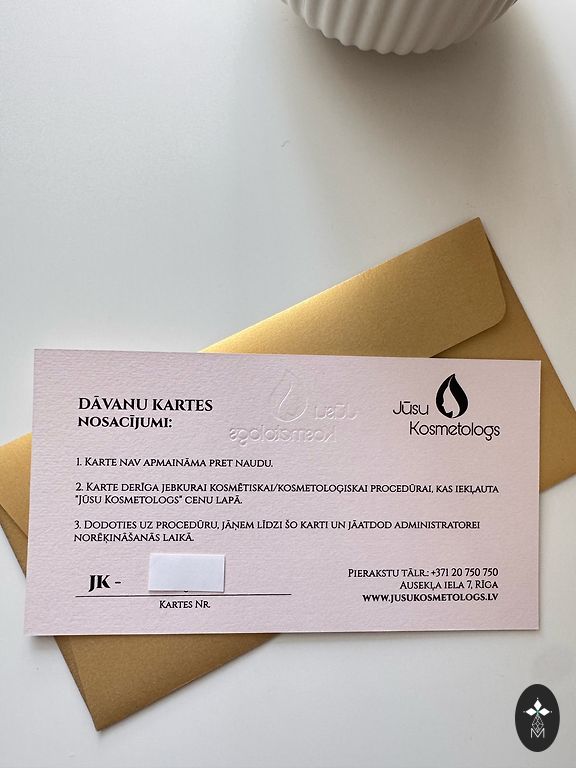 DĀVANU KARTES
NOSACĪJUMI:
Jūsu
Kosmetologs
Jūsu
Kosmetologs
1. KARTE NAV APMAINĀMA PRET NAUDU.
2. KARTE DERĪGA JEBKURAI KOSMĒTISKAI/KOSMETOLOĢISKAI PROCEDŪRAI, KAS IEKĻAUTA
"JŪSU KOSMETOLOGS" CENU LAPĀ.
3. DODOTIES UZ PROCEDŪRU, JĀŅEM LĪDZI ŠO KARTI UN JĀATDOD ADMINISTRATOREI
NORĒĶINĀŠANĀS LAIKĀ.
JK -
KARTES NR.
PIERAKSTU TĀLR.: +371 20 750 750
AUSEKĻA IELA 7, RĪGA
WWW.JUSUKOSMETOLOGS.LV
M